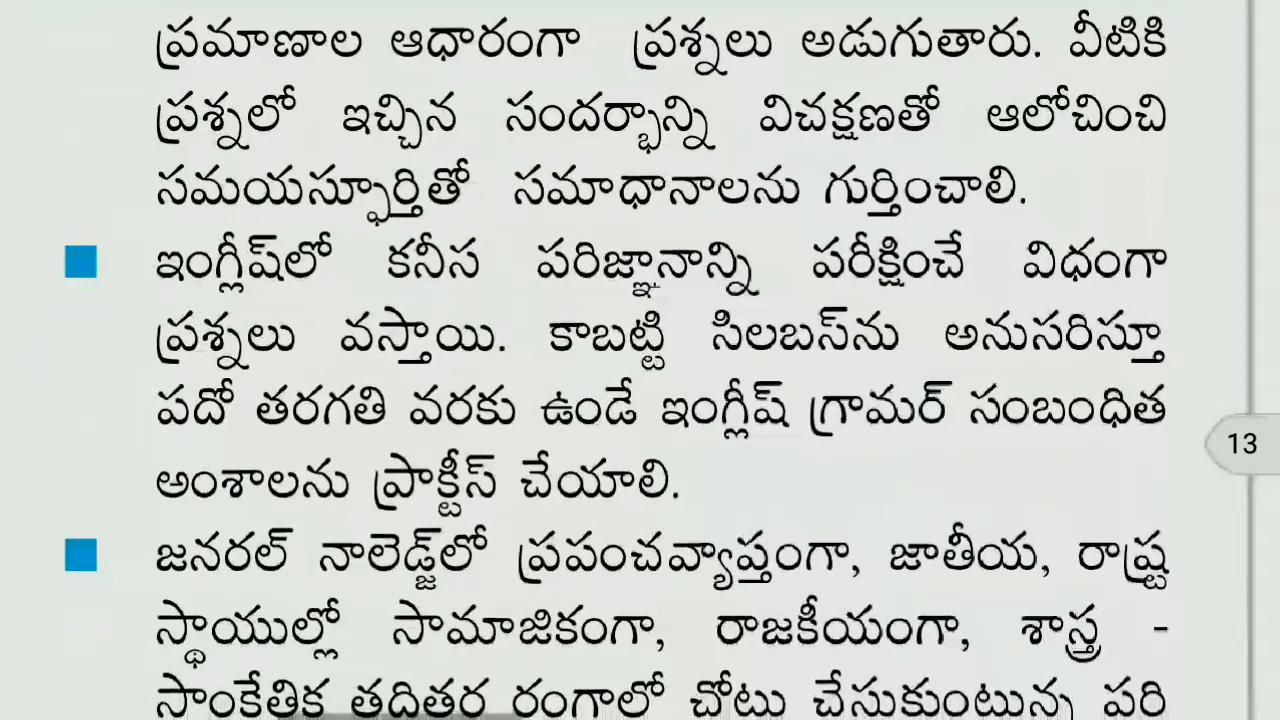 ప్రమాణాల ఆధారంగా ప్రశ్నలు అడుగుతారు. వీటికి
ప్రశ్నలో ఇచ్చిన సందర్భాన్ని విచక్షణతో ఆలోచించి
సమయస్ఫూర్తితో సమాధానాలను గుర్తించాలి.
■ ఇంగ్లీష్‌లో కనీస పరిజ్ఞానాన్ని పరీక్షించే విధంగా
ప్రశ్నలు వస్తాయి. కాబట్టి సిలబస్‌ను అనుసరిస్తూ
పదో తరగతి వరకు ఉండే ఇంగ్లీష్ గ్రామర్ సంబంధిత
అంశాలను ప్రాక్టీస్ చేయాలి.
13
■ జనరల్ నాలెడ్జ్‌లో ప్రపంచవ్యాప్తంగా, జాతీయ, రాష్ట్ర
స్థాయుల్లో సామాజికంగా, రాజకీయంగా, శాస్త్ర -
సాంకేతిక తదితర రంగాలో చోటు చేసుకుంటున్న పరి